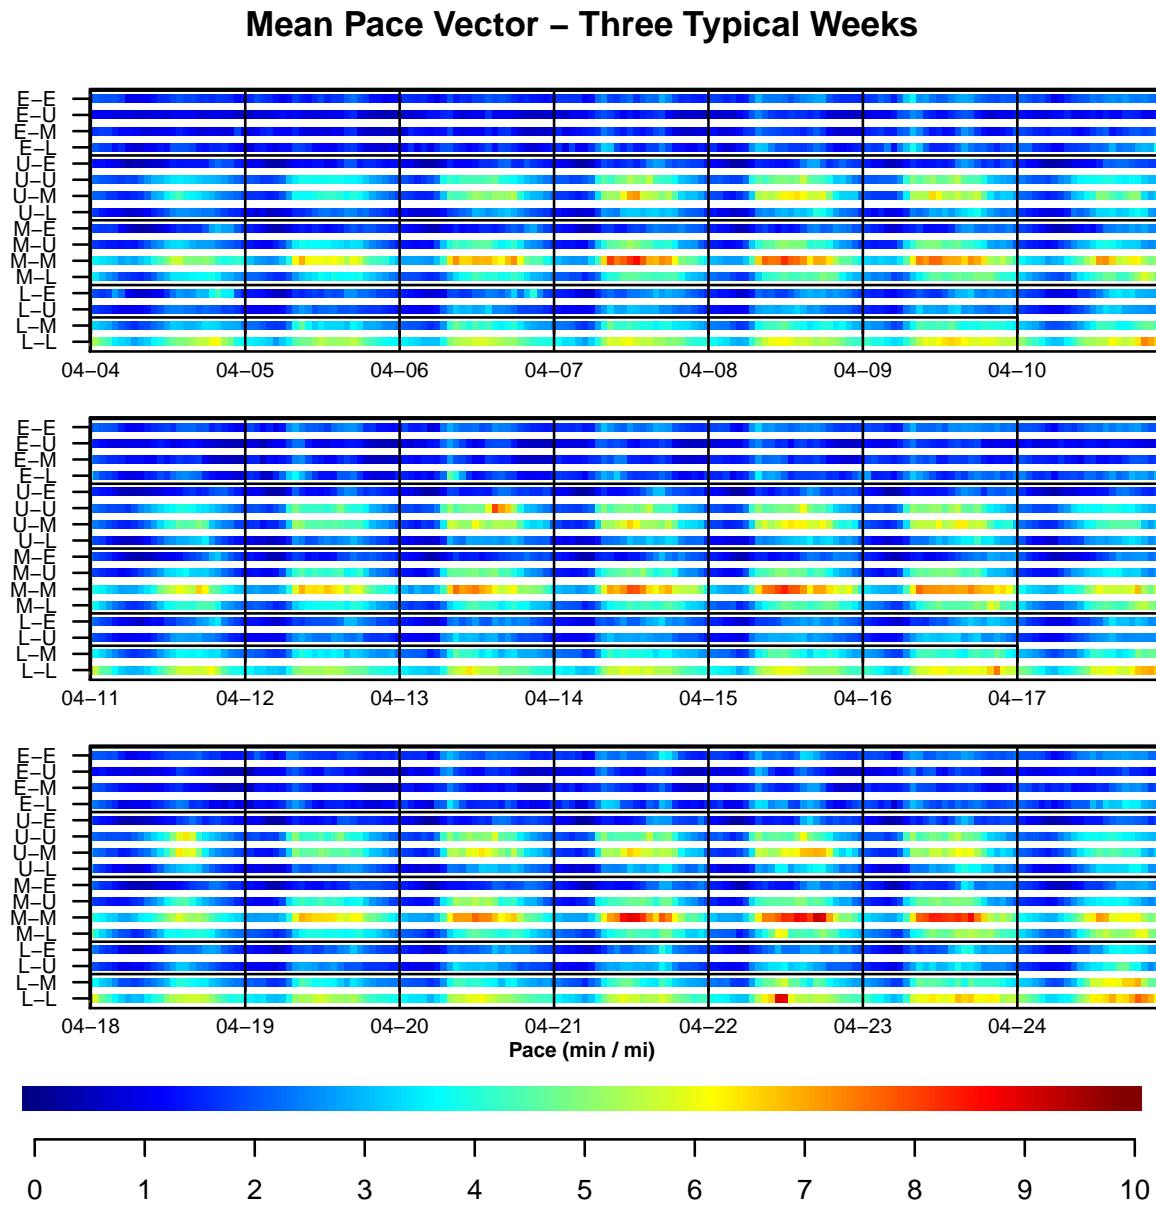 Mean Pace Vector – Three Typical Weeks
E–E
E–U
E–M
E–L
U–E
U–U
U–M
U–L
M–E
M–U
M–M
M–L
L–E
L–U
L–M
L–L
04–04 04–05 04–06 04–07 04–08 04–09 04–10
E–E
E–U
E–M
E–L
U–E
U–U
U–M
U–L
M–E
M–U
M–M
M–L
L–E
L–U
L–M
L–L
04–11 04–12 04–13 04–14 04–15 04–16 04–17
E–E
E–U
E–M
E–L
U–E
U–U
U–M
U–L
M–E
M–U
M–M
M–L
L–E
L–U
L–M
L–L
04–18 04–19 04–20 04–21 04–22 04–23 04–24
Pace (min / mi)
0 1 2 3 4 5 6 7 8 9 10